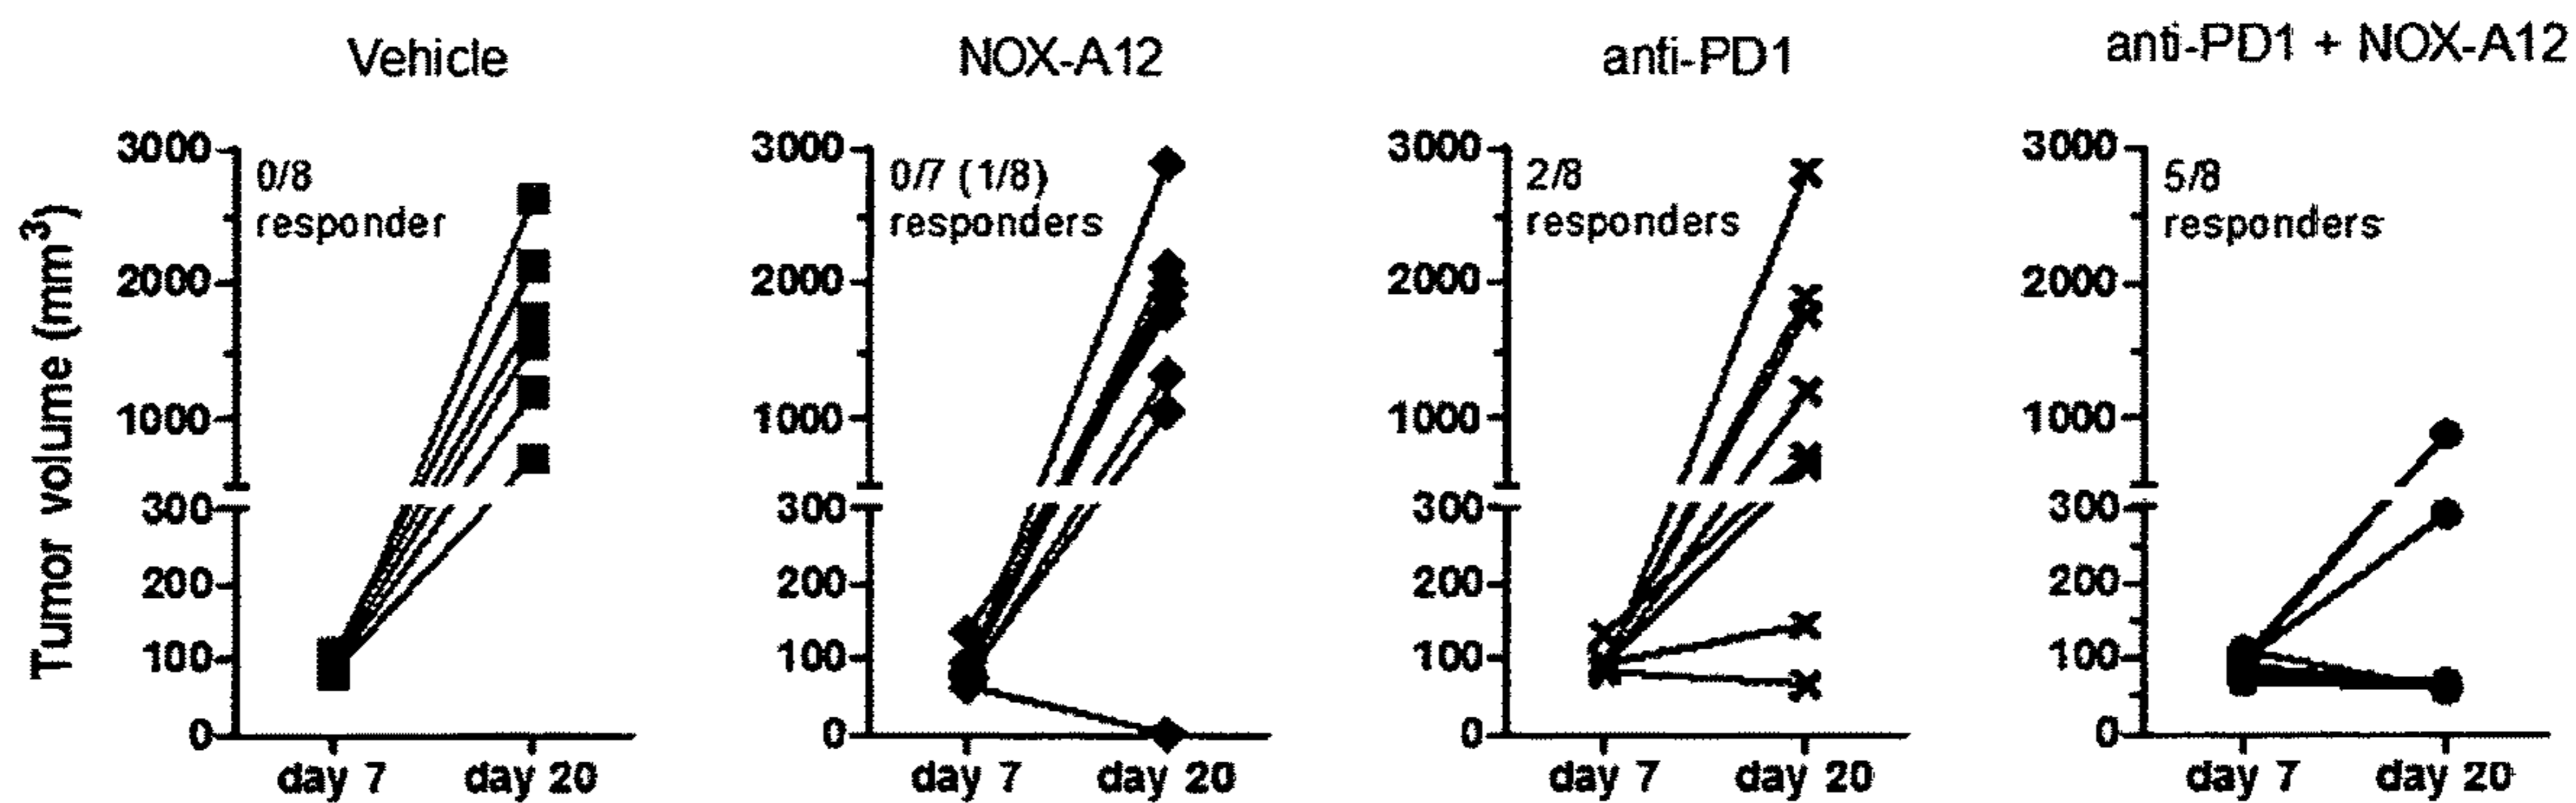 Vehicle
NOX-A12
anti-PD1
anti-PD1 + NOX-A12
Tumor volume (mm³)
3000
2000
1000
300
200
100
0
0/8
responder
day 7
day 20
3000
2000
1000
300
200
100
0
0/7 (1/8)
responders
day 7
day 20
3000
2000
1000
300
200
100
0
2/8
responders
day 7
day 20
3000
2000
1000
300
200
100
0
5/8
responders
day 7
day 20